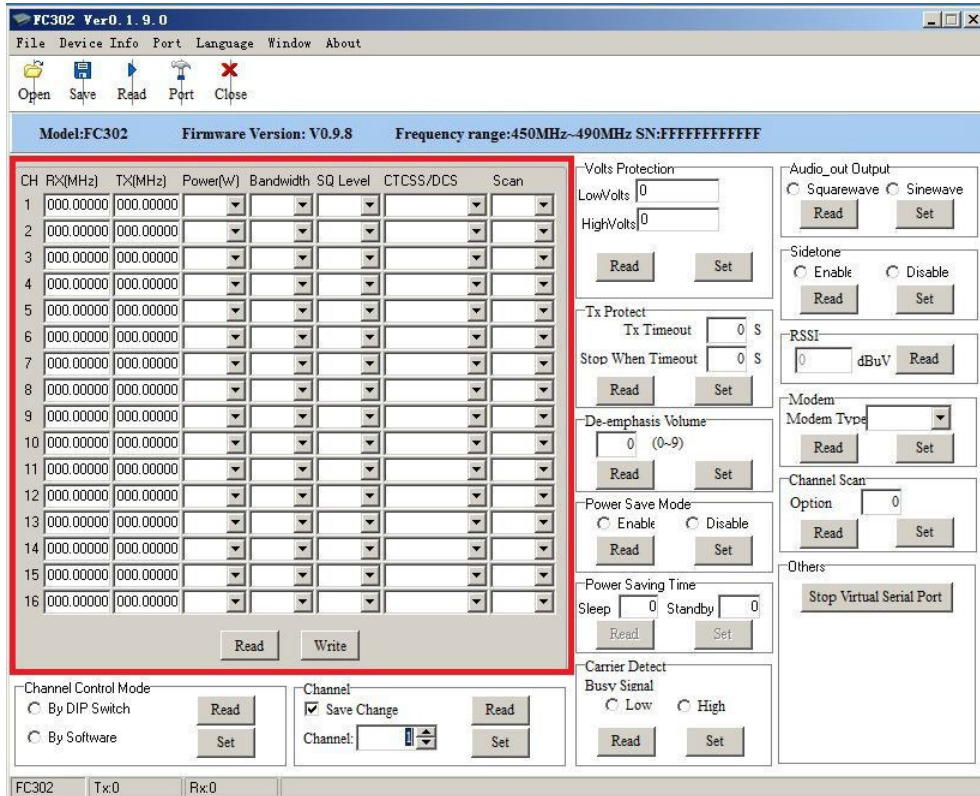 FC302 Ver0.1.9.0
File Device Info Port Language Window About
Open Save Read Port Close
Model:FC302 Firmware Version: V0.9.8 Frequency range:450MHz~490MHz SN:FFFFFFFFFFFF
CH RX(MHz) TX(MHz) Power(W) Bandwidth SQ Level CTCSS/DCS Scan
1 000.00000 000.00000
2 000.00000 000.00000
3 000.00000 000.00000
4 000.00000 000.00000
5 000.00000 000.00000
6 000.00000 000.00000
7 000.00000 000.00000
8 000.00000 000.00000
9 000.00000 000.00000
10 000.00000 000.00000
11 000.00000 000.00000
12 000.00000 000.00000
13 000.00000 000.00000
14 000.00000 000.00000
15 000.00000 000.00000
16 000.00000 000.00000
Read Write
Channel Control Mode
By DIP Switch Read
By Software Set
Channel
Save Change Read
Channel: 1 Set
Volts Protection
LowVolts 0
HighVolts 0
Read Set
Tx Protect
Tx Timeout 0 S
Stop When Timeout 0 S
Read Set
De-emphasis Volume
0 (0~9)
Read Set
Power Save Mode
Enable Disable
Read Set
Power Saving Time
Sleep 0 Standby 0
Read Set
Carrier Detect
Busy Signal
Low High
Read Set
Audio_out Output
Squarewave Sinewave
Read Set
Sidetone
Enable Disable
Read Set
RSSI
0 dBuV Read
Modem
Modem Type
Read Set
Channel Scan
Option 0
Read Set
Others
Stop Virtual Serial Port
FC302 Tx:0 Rx:0